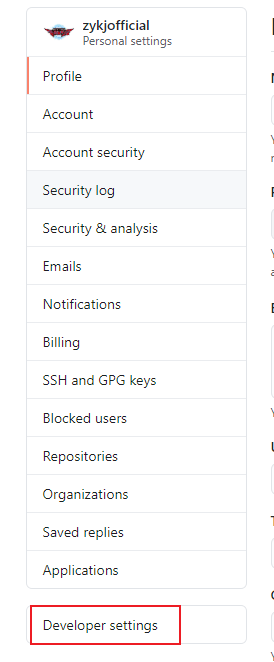 zykjofficial
Personal settings
Profile
Account
Account security
Security log
Security & analysis
Emails
Notifications
Billing
SSH and GPG keys
Blocked users
Repositories
Organizations
Saved replies
Applications
Developer settings